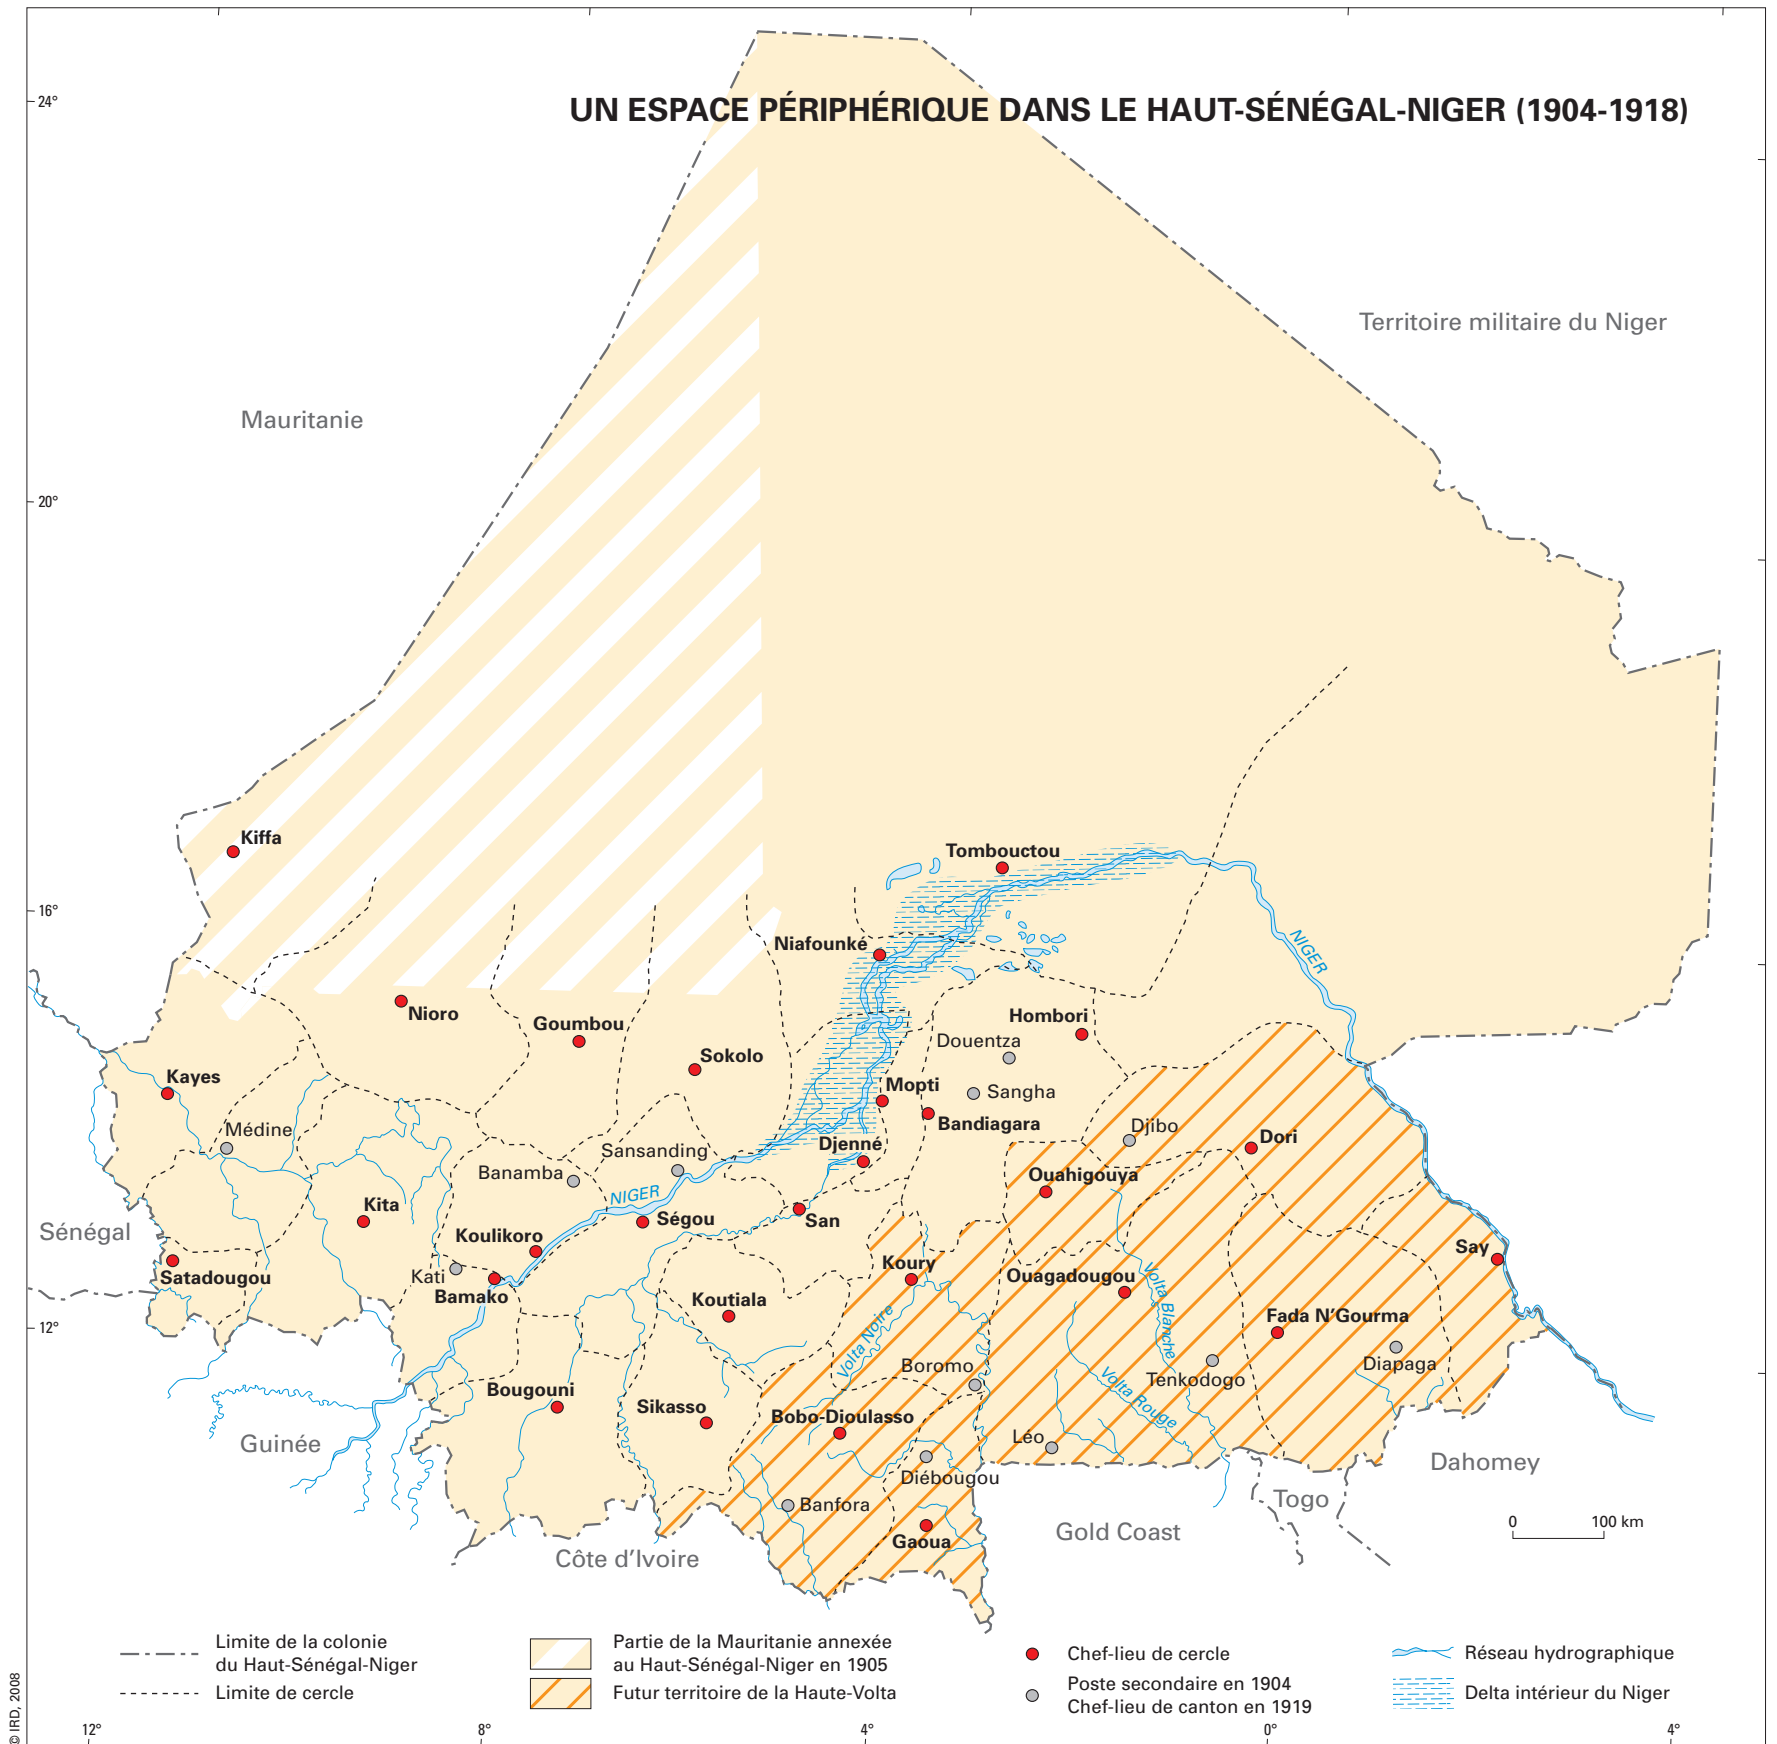 UN ESPACE PÉRIPHÉRIQUE DANS LE HAUT-SÉNÉGAL-NIGER (1904-1918)
24°
20°
16°
12°
Territoire militaire du Niger
Mauritanie
Kiffa
Tombouctou
Niafounké
NIGER
Nioro
Goumbou
Hombori
Douentza
Sokolo
Kayes
Mopti
Sangha
Bandiagara
Médine
Djibo
Dori
Djenné
Sansanding
Banamba
Ouahigouya
NIGER
Kita
Ségou
San
Sénégal
Koulikoro
Say
Koury
Satadougou
Kati
Bamako
Ouagadougou
Volta Blanche
Koutiala
Fada N'Gourma
Volta Noire
Boromo
Diapaga
Tenkodogo
Volta Rouge
Bougouni
Sikasso
Bobo-Dioulasso
Léo
Guinée
Dahomey
Diébougou
Banfora
Togo
Gaoua
Gold Coast
Côte d'Ivoire
0
100 km
Limite de la colonie
du Haut-Sénégal-Niger
Limite de cercle
Partie de la Mauritanie annexée
au Haut-Sénégal-Niger en 1905
Futur territoire de la Haute-Volta
Chef-lieu de cercle
Poste secondaire en 1904
Chef-lieu de canton en 1919
Réseau hydrographique
Delta intérieur du Niger
12°
8°
4°
0°
4°
© IRD, 2008